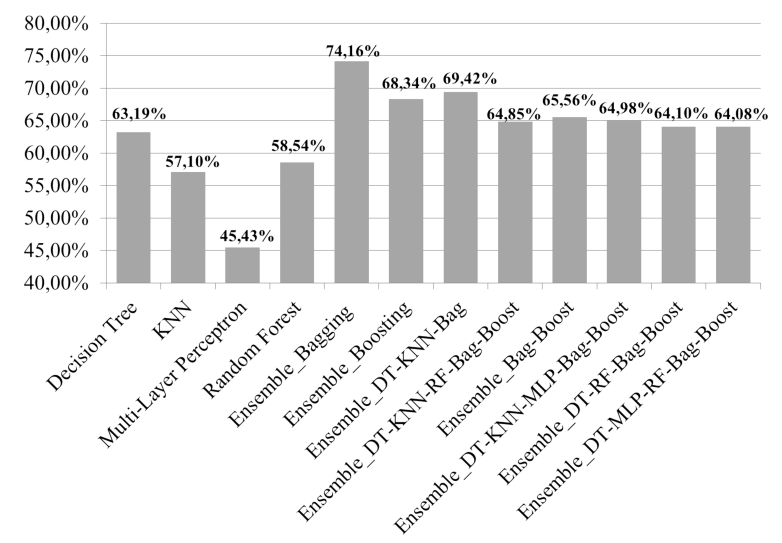 80,00%
75,00%
70,00%
65,00%
60,00%
55,00%
50,00%
45,00%
40,00%
63,19%
57,10%
45,43%
58,54%
74,16%
68,34%
69,42%
64,85%
65,56%
64,98%
64,10%
64,08%
Decision Tree
KNN
Multi-Layer Perceptron
Random Forest
Ensemble_Bagging
Ensemble_Boosting
Ensemble_DT-KNN-Bag
Ensemble_DT-KNN-RF-Bag-Boost
Ensemble_Bag-Boost
Ensemble_DT-KNN-MLP-Bag-Boost
Ensemble_DT-RF-Bag-Boost
Ensemble_DT-MLP-RF-Bag-Boost